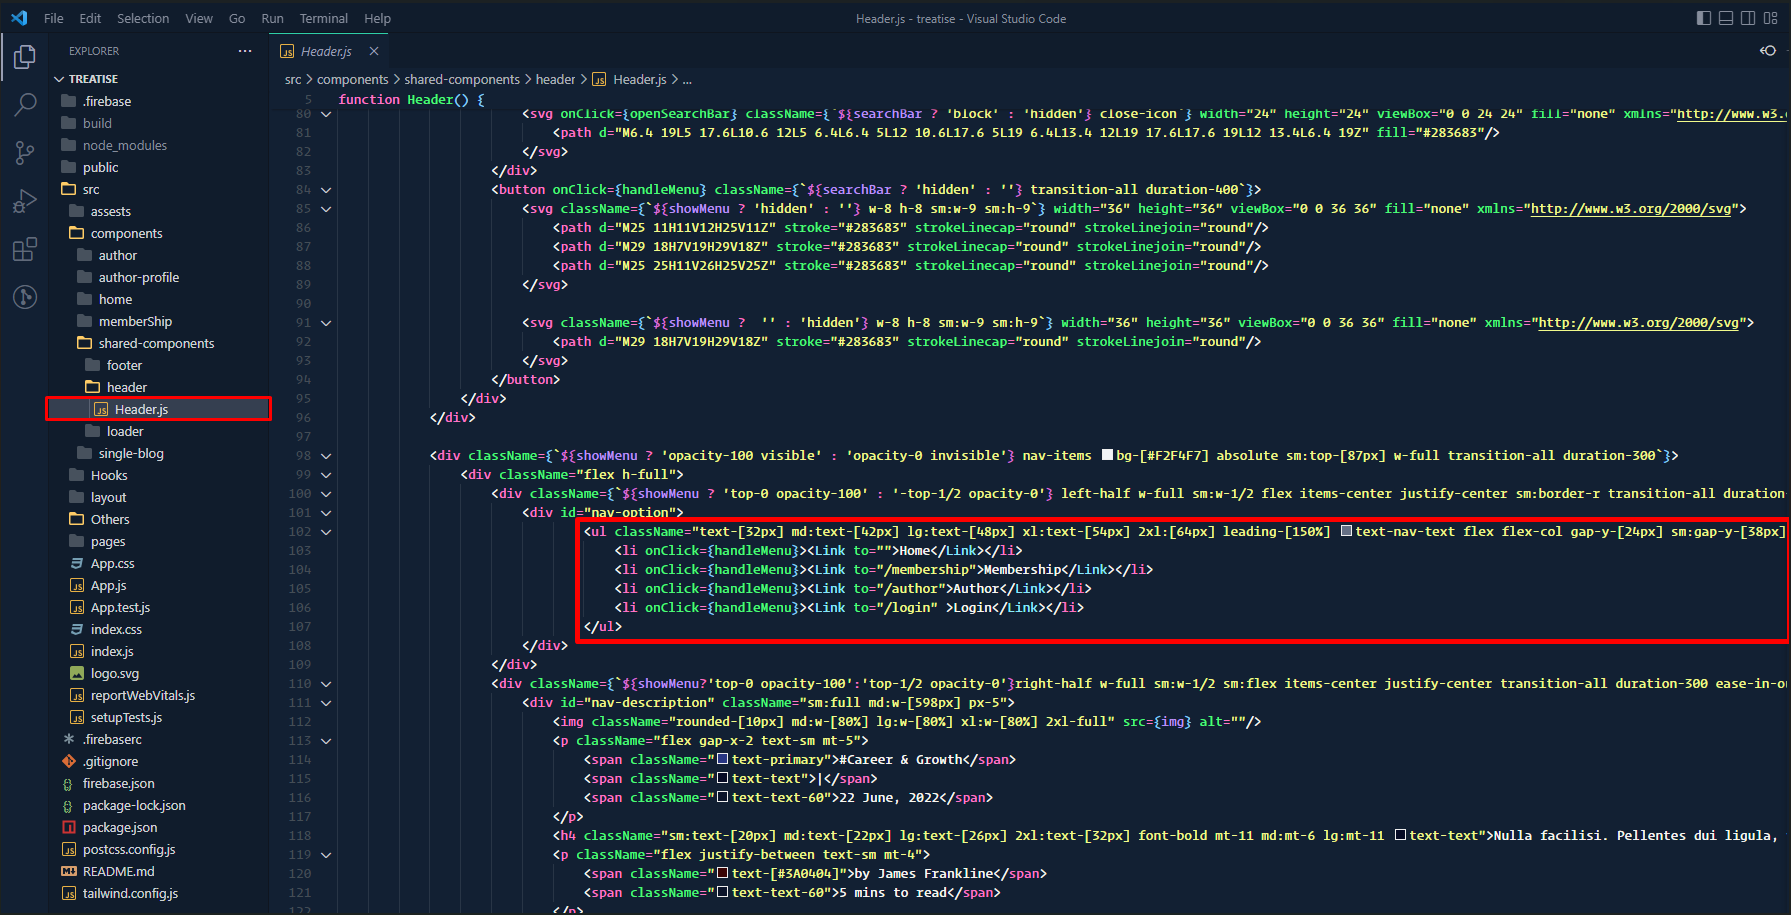 File Edit Selection View Go Run Terminal Help
Header.js - treatise - Visual Studio Code
EXPLORER
Header.js
TREATISE
.firebase
build
node_modules
public
src
assests
components
author
author-profile
home
memberShip
shared-components
footer
header
Header.js
loader
single-blog
Hooks
layout
Others
pages
App.css
App.js
App.test.js
index.css
index.js
logo.svg
reportWebVitals.js
setupTests.js
.firebaserc
.gitignore
firebase.json
package-lock.json
package.json
postcss.config.js
README.md
tailwind.config.js
src > components > shared-components > header > Header.js > ...
5 function Header() {
80 <svg onClick={openSearchBar} className={`${searchBar ? 'block' : 'hidden'} close-icon`} width="24" height="24" viewBox="0 0 24 24" fill="none" xmlns="http://www.w3.
81 <path d="M6.4 19L5 17.6L10.6 12L5 6.4L6.4 5L12 10.6L17.6 5L19 6.4L13.4 12L19 17.6L17.6 19L12 13.4L6.4 19Z" fill="#283683"/>
82 </svg>
83 </div>
84 <button onClick={handleMenu} className={`${searchBar ? 'hidden' : ''} transition-all duration-400`}>
85 <svg className={`${showMenu ? 'hidden' : ''} w-8 h-8 sm:w-9 sm:h-9`} width="36" height="36" viewBox="0 0 36 36" fill="none" xmlns="http://www.w3.org/2000/svg">
86 <path d="M25 11H11V12H25V11Z" stroke="#283683" strokeLinecap="round" strokeLinejoin="round"/>
87 <path d="M29 18H7V19H29V18Z" stroke="#283683" strokeLinecap="round" strokeLinejoin="round"/>
88 <path d="M25 25H11V26H25V25Z" stroke="#283683" strokeLinecap="round" strokeLinejoin="round"/>
89 </svg>
90
91 <svg className={`${showMenu ?  '' : 'hidden'} w-8 h-8 sm:w-9 sm:h-9`} width="36" height="36" viewBox="0 0 36 36" fill="none" xmlns="http://www.w3.org/2000/svg">
92 <path d="M29 18H7V19H29V18Z" stroke="#283683" strokeLinecap="round" strokeLinejoin="round"/>
93 </svg>
94 </button>
95 </div>
96 </div>
97
98 <div className={`${showMenu ? 'opacity-100 visible' : 'opacity-0 invisible'} nav-items bg-[#F2F4F7] absolute sm:top-[87px] w-full transition-all duration-300`}>
99 <div className="flex h-full">
100 <div className={`${showMenu ? 'top-0 opacity-100' : '-top-1/2 opacity-0'} left-half w-full sm:w-1/2 flex items-center justify-center sm:border-r transition-all duration-
101 <div id="nav-option">
102 <ul className="text-[32px] md:text-[42px] lg:text-[48px] xl:text-[54px] 2xl:[64px] leading-[150%] text-nav-text flex flex-col gap-y-[24px] sm:gap-y-[38px]
103 <li onClick={handleMenu}><Link to="">Home</Link></li>
104 <li onClick={handleMenu}><Link to="/membership">Membership</Link></li>
105 <li onClick={handleMenu}><Link to="/author">Author</Link></li>
106 <li onClick={handleMenu}><Link to="/login" >Login</Link></li>
107 </ul>
108 </div>
109 </div>
110 <div className={`${showMenu?'top-0 opacity-100':'top-1/2 opacity-0'}right-half w-full sm:w-1/2 sm:flex items-center justify-center transition-all duration-300 ease-in-o
111 <div id="nav-description" className="sm:full md:w-[598px] px-5">
112 <img className="rounded-[10px] md:w-[80%] lg:w-[80%] xl:w-[80%] 2xl-full" src={img} alt=""/>
113 <p className="flex gap-x-2 text-sm mt-5">
114 <span className="text-primary">#Career & Growth</span>
115 <span className="text-text">|</span>
116 <span className="text-text-60">22 June, 2022</span>
117 </p>
118 <h4 className="sm:text-[20px] md:text-[22px] lg:text-[26px] 2xl:text-[32px] font-bold mt-11 md:mt-6 lg:mt-11 text-text">Nulla facilisi. Pellentes dui ligula,
119 <p className="flex justify-between text-sm mt-4">
120 <span className="text-[#3A0404]">by James Frankline</span>
121 <span className="text-text-60">5 mins to read</span>
122 </p>